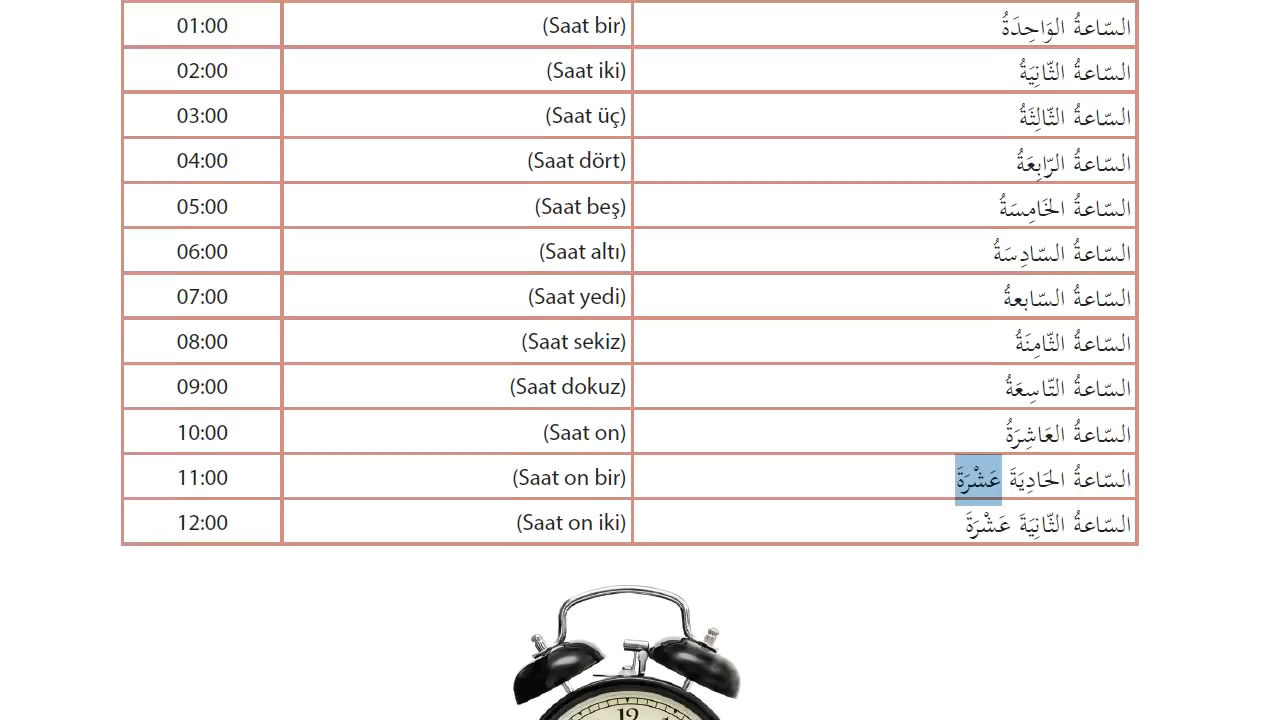 01:00 (Saat bir) السّاعةُ الوَاحِدَةُ
02:00 (Saat iki) السّاعةُ الثّانِيَةُ
03:00 (Saat üç) السّاعةُ الثّالِثَةُ
04:00 (Saat dört) السّاعةُ الرّابِعَةُ
05:00 (Saat beş) السّاعةُ الخَامِسَةُ
06:00 (Saat altı) السّاعةُ السّادِسَةُ
07:00 (Saat yedi) السّاعةُ السّابعةُ
08:00 (Saat sekiz) السّاعةُ الثّامِنَةُ
09:00 (Saat dokuz) السّاعةُ التّاسِعَةُ
10:00 (Saat on) السّاعةُ العَاشِرَةُ
11:00 (Saat on bir) السّاعةُ الحَادِيَةَ عَشْرَةَ
12:00 (Saat on iki) السّاعةُ الثّانِيَةَ عَشْرَةَ
12